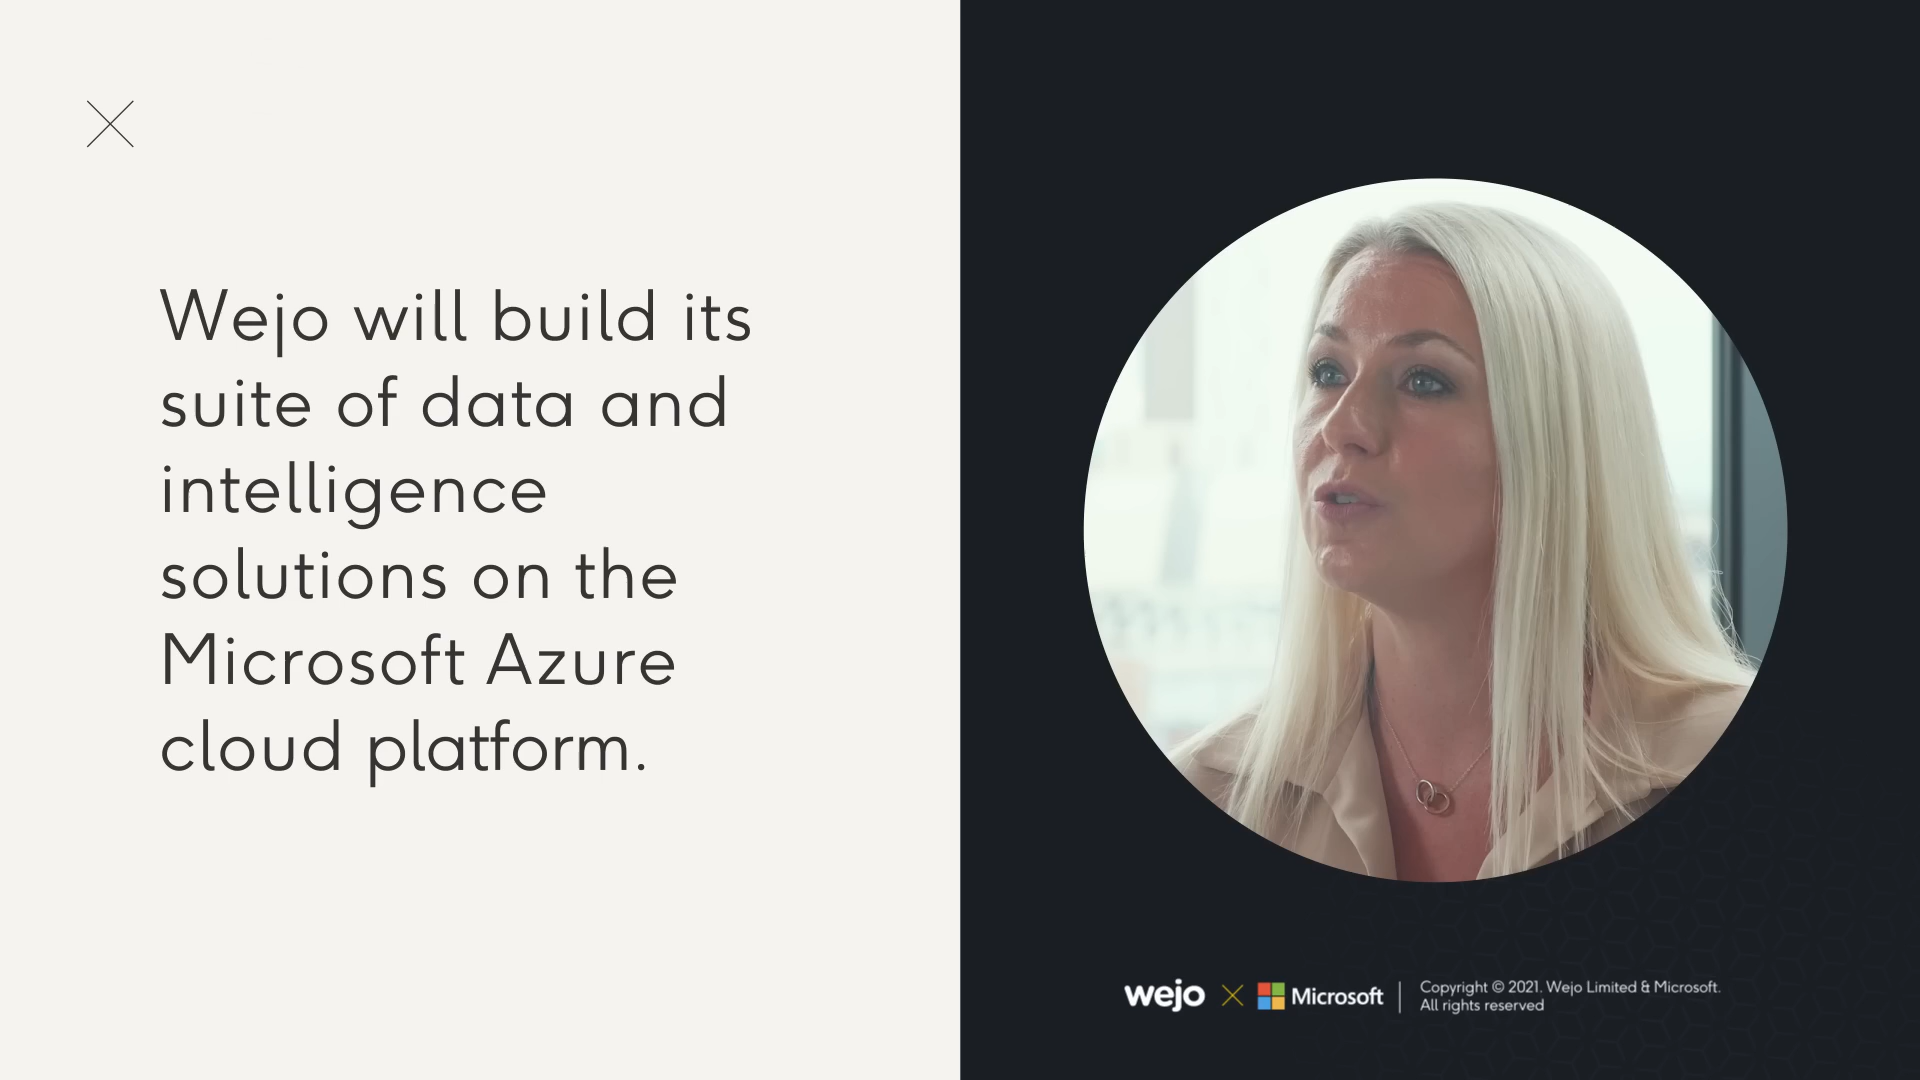 Wejo will build its
suite of data and
intelligence
solutions on the
Microsoft Azure
cloud platform.
wejo
Microsoft
Copyright © 2021. Wejo Limited & Microsoft.
All rights reserved